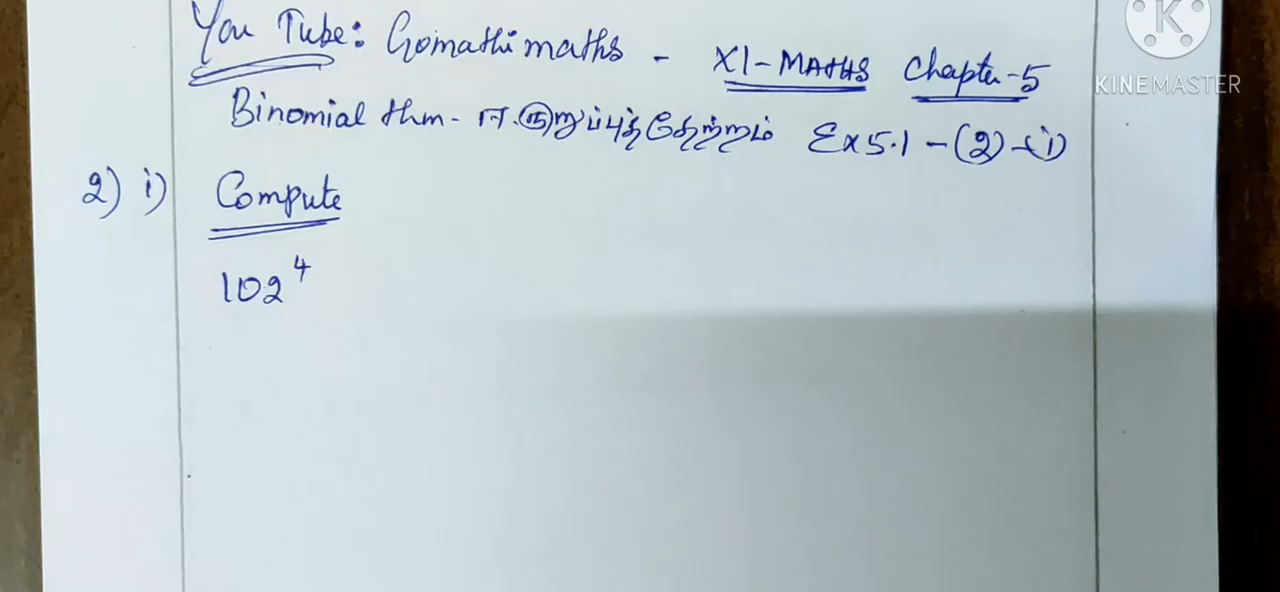 You Tube: Gomathi maths - XI-MATHS Chapter-5
K
KINEMASTER
Binomial thm - ஈருறுப்புத்தேற்றம் Ex 5.1 - (2) - (i)
2) i) Compute
102⁴